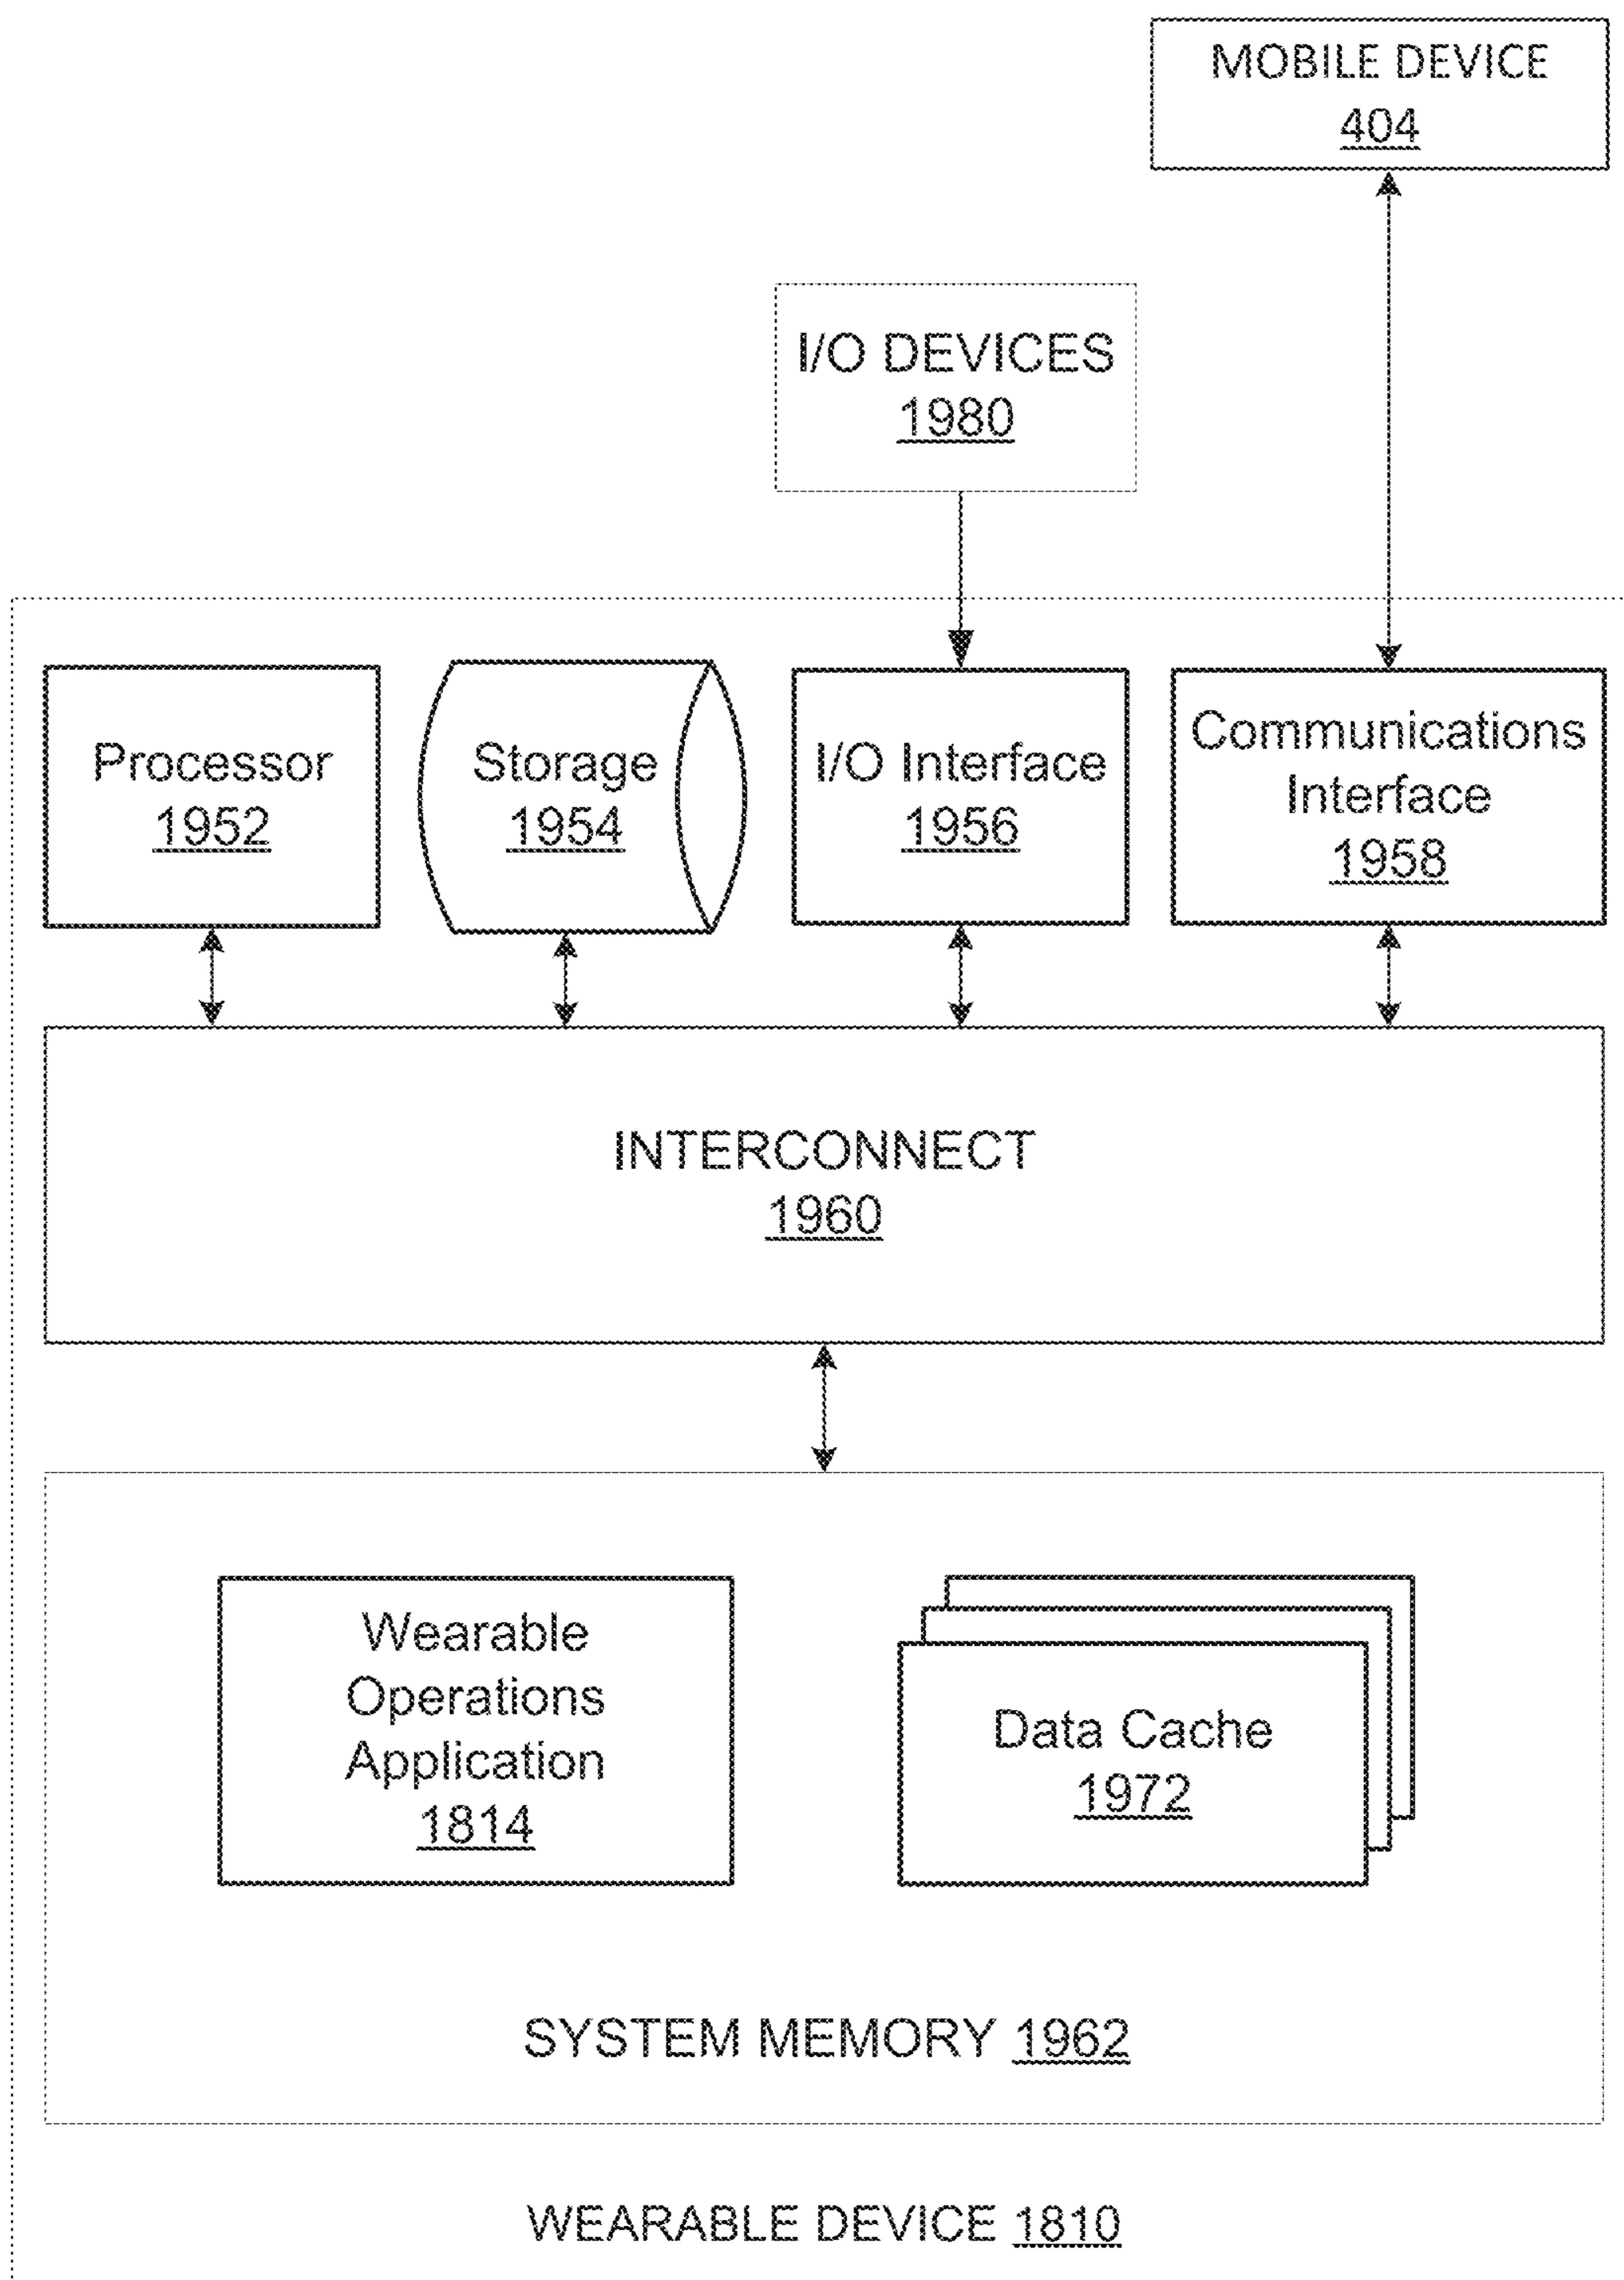 MOBILE DEVICE
404
I/O DEVICES
1980
Processor
1952
Storage
1954
I/O Interface
1956
Communications
Interface
1958
INTERCONNECT
1960
Wearable
Operations
Application
1814
Data Cache
1972
SYSTEM MEMORY 1962
WEARABLE DEVICE 1810